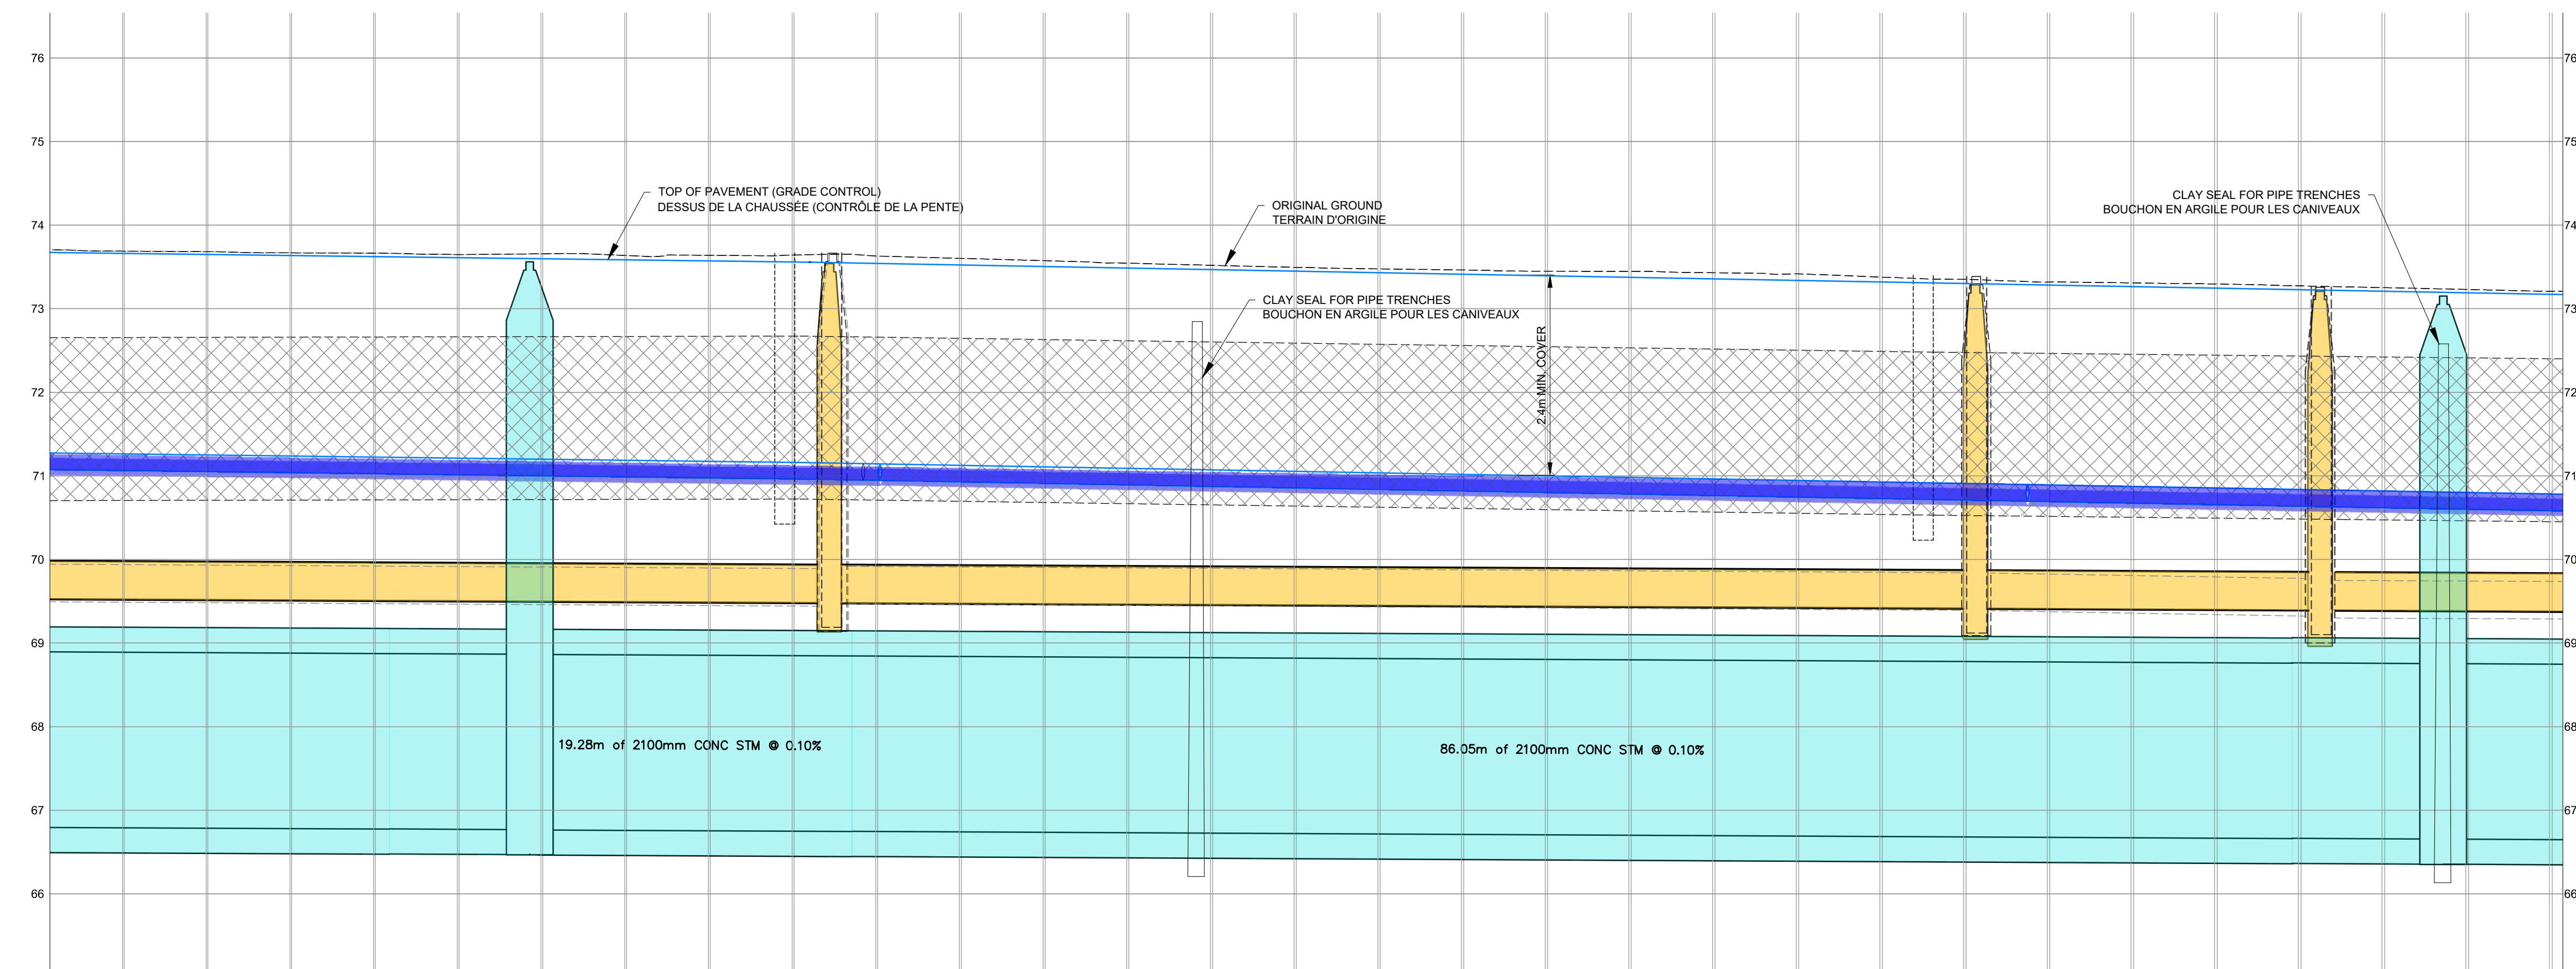 76
76
75
75
TOP OF PAVEMENT (GRADE CONTROL)
DESSUS DE LA CHAUSSÉE (CONTRÔLE DE LA PENTE)
ORIGINAL GROUND
TERRAIN D'ORIGINE
CLAY SEAL FOR PIPE TRENCHES
BOUCHON EN ARGILE POUR LES CANIVEAUX
74
74
CLAY SEAL FOR PIPE TRENCHES
BOUCHON EN ARGILE POUR LES CANIVEAUX
73
73
2.4m MIN. COVER
72
72
71
71
70
70
69
69
68
68
19.28m of 2100mm CONC STM @ 0.10%
86.05m of 2100mm CONC STM @ 0.10%
67
67
66
66